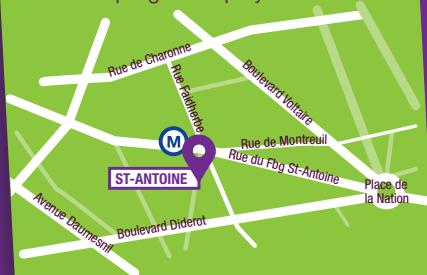 Rue de Charonne
Rue Faidherbe
Boulevard Voltaire
M
Rue de Montreuil
Rue du Fbg St-Antoine
ST-ANTOINE
Place de
la Nation
Avenue Daumesnil
Boulevard Diderot